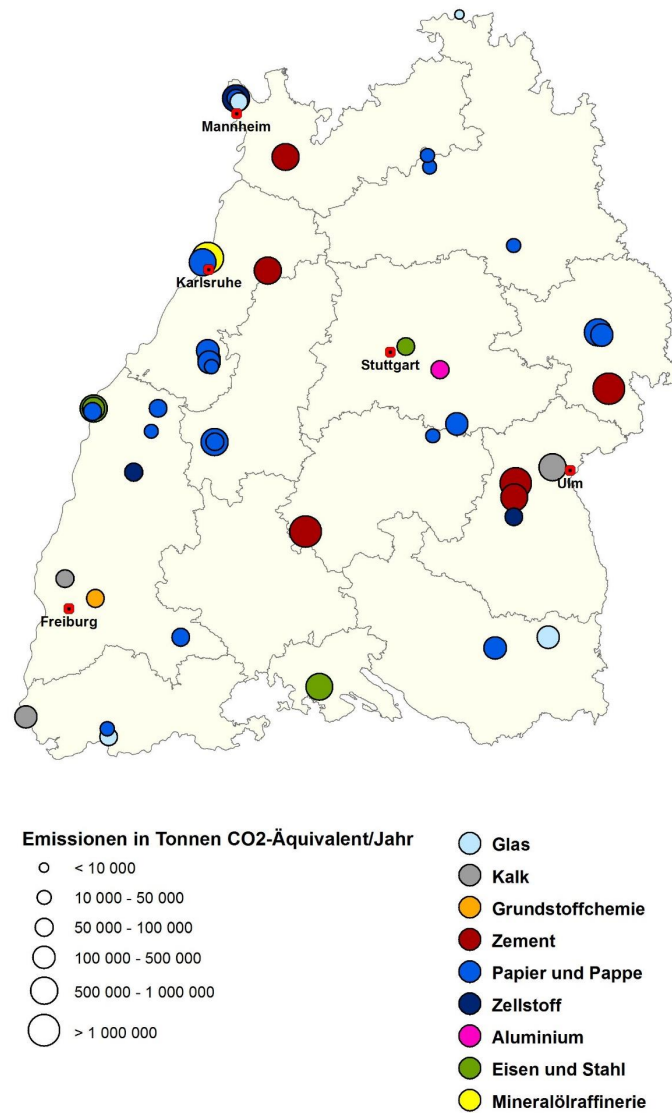 Mannheim
Karlsruhe
Stuttgart
Ulm
Freiburg
Emissionen in Tonnen CO2-Äquivalent/Jahr
< 10 000
10 000 - 50 000
50 000 - 100 000
100 000 - 500 000
500 000 - 1 000 000
> 1 000 000
Glas
Kalk
Grundstoffchemie
Zement
Papier und Pappe
Zellstoff
Aluminium
Eisen und Stahl
Mineralölraffinerie